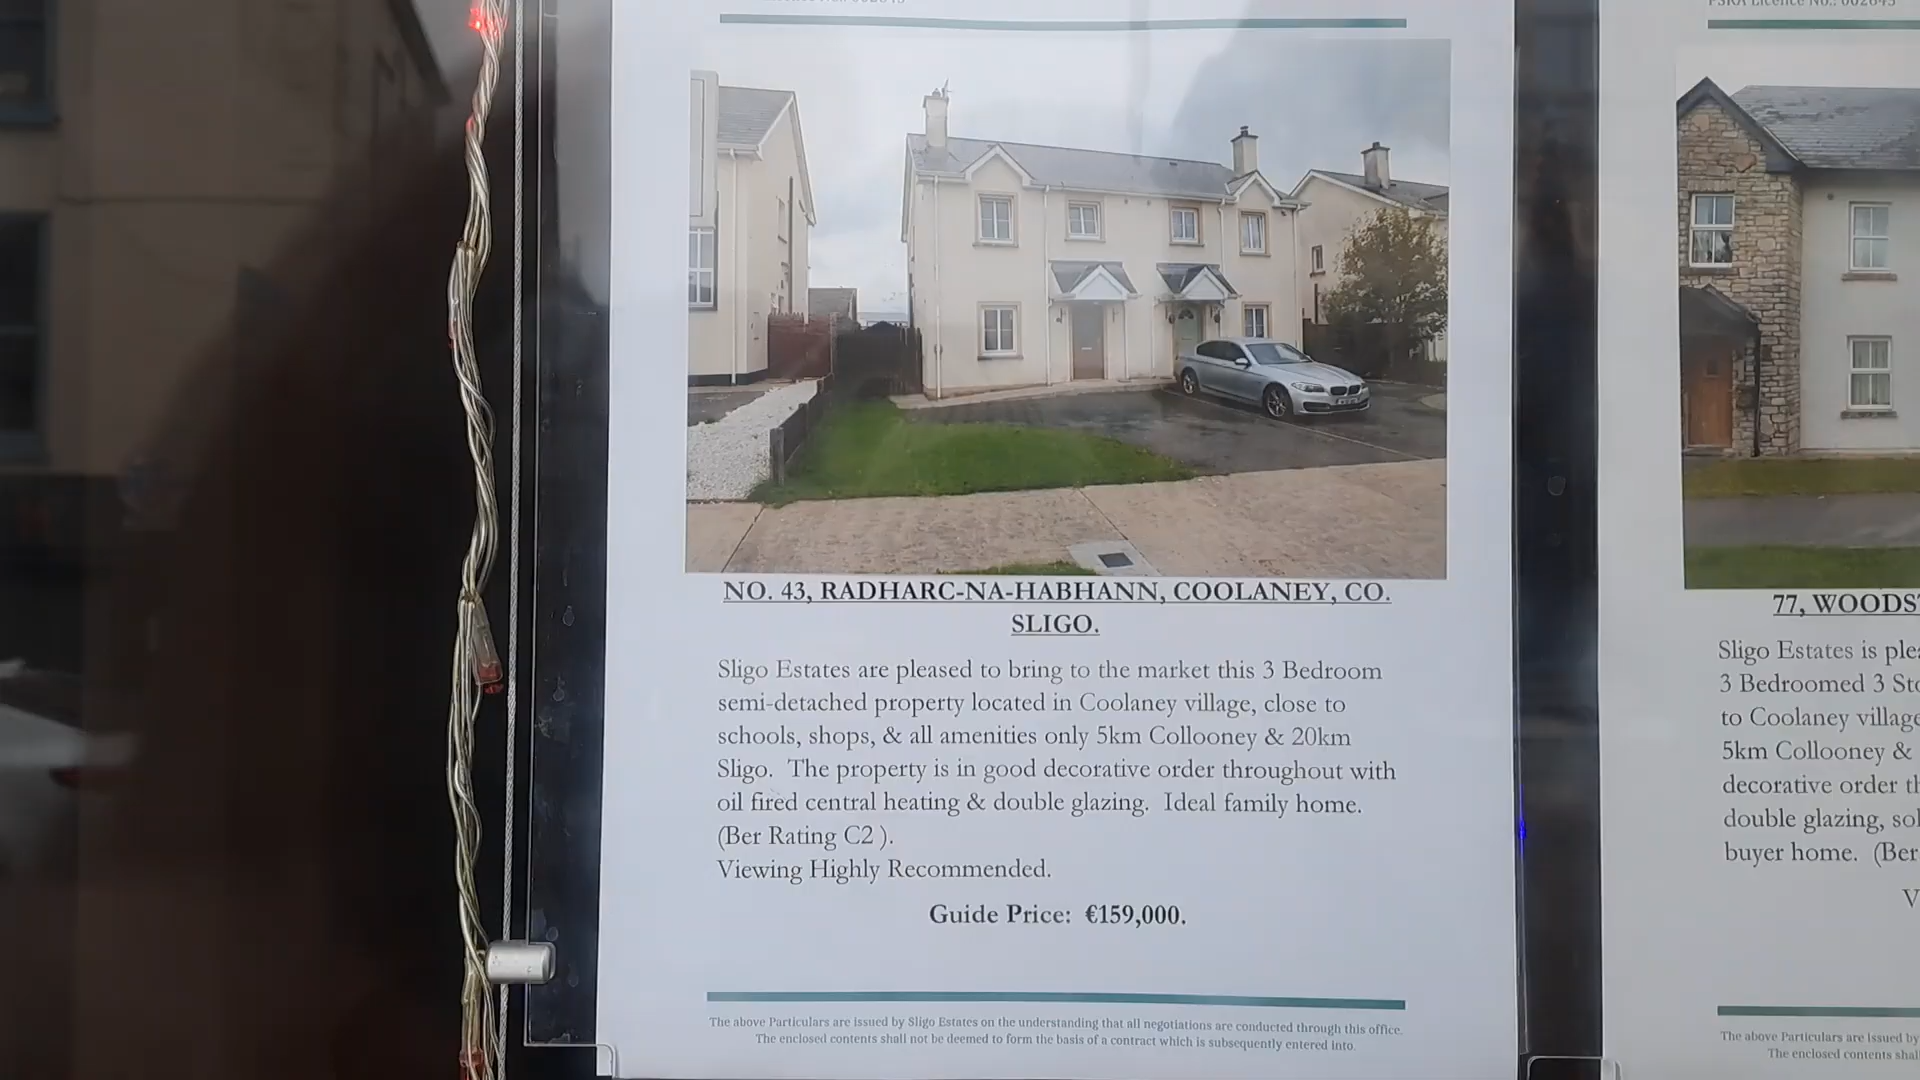 NO. 43, RADHARC-NA-HABHANN, COOLANEY, CO.
SLIGO.
Sligo Estates are pleased to bring to the market this 3 Bedroom
semi-detached property located in Coolaney village, close to
schools, shops, & all amenities only 5km Collooney & 20km
Sligo. The property is in good decorative order throughout with
oil fired central heating & double glazing. Ideal family home.
(Ber Rating C2 ).
Viewing Highly Recommended.
Guide Price: €159,000.
The above Particulars are issued by Sligo Estates on the understanding that all negotiations are conducted through this office.
The enclosed contents shall not be deemed to form the basis of a contract which is subsequently entered into.
77, WOODS
Sligo Estates is
3 Bedroomed 3
to Coolaney village
5km Collooney &
decorative order
double glazing,
buyer home. (Ber
The above Particulars are issued by
The enclosed contents